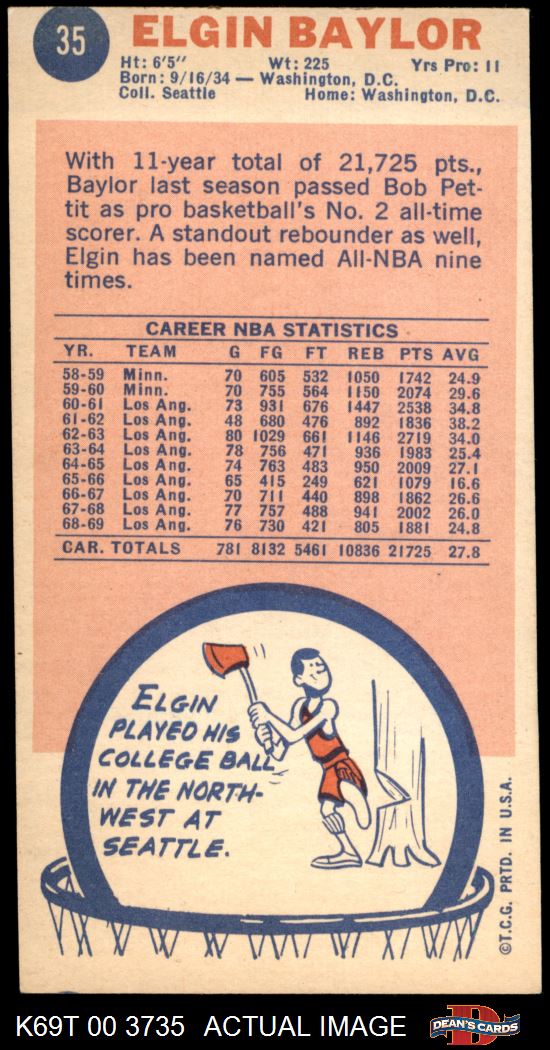 35
ELGIN BAYLOR
Ht: 6'5" Wt: 225 Yrs Pro: 11
Born: 9/16/34 — Washington, D.C.
Coll. Seattle Home: Washington, D.C.
With 11-year total of 21,725 pts.,
Baylor last season passed Bob Pet-
tit as pro basketball's No. 2 all-time
scorer. A standout rebounder as well,
Elgin has been named All-NBA nine
times.
CAREER NBA STATISTICS
YR. TEAM G FG FT REB PTS AVG
58-59 Minn. 70 605 532 1050 1742 24.9
59-60 Minn. 70 755 564 1150 2074 29.6
60-61 Los Ang. 73 931 676 1447 2538 34.8
61-62 Los Ang. 48 680 476 892 1836 38.2
62-63 Los Ang. 80 1029 661 1146 2719 34.0
63-64 Los Ang. 78 756 471 936 1983 25.4
64-65 Los Ang. 74 763 483 950 2009 27.1
65-66 Los Ang. 65 415 249 621 1079 16.6
66-67 Los Ang. 70 711 440 898 1862 26.6
67-68 Los Ang. 77 757 488 941 2002 26.0
68-69 Los Ang. 76 730 421 805 1881 24.8
CAR. TOTALS 781 8132 5461 10836 21725 27.8
ELGIN
PLAYED HIS
COLLEGE BALL
IN THE NORTH-
WEST AT
SEATTLE.
©T.C.G. PRTD. IN U.S.A.
K69T 00 3735 ACTUAL IMAGE
D
DEAN'S CARDS